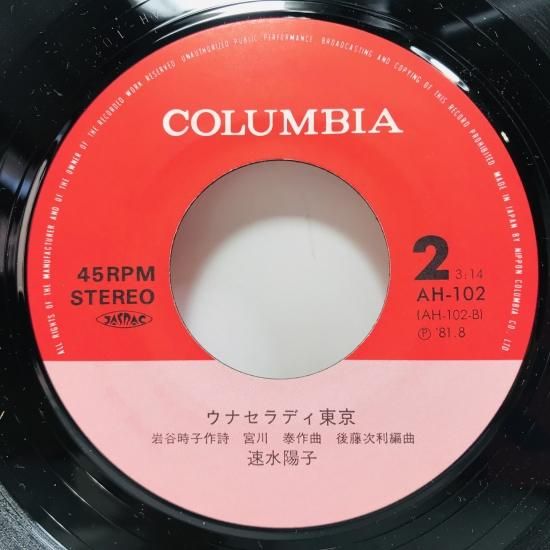 ALL RIGHTS OF THE MANUFACTURER AND OF THE OWNER OF THE RECORDED WORK RESERVED UNAUTHORIZED PUBLIC PERFORMANCE BROADCASTING AND COPYING OF THIS RECORD PROHIBITED MADE IN JAPAN BY NIPPON COLUMBIA CO., LTD
COLUMBIA
45RPM
STEREO
JASRAC
2 3:14
AH-102
(AH-102-B)
Ⓟ '81.8
ウナセラディ東京
岩谷時子作詩 宮川 泰作曲 後藤次利編曲
速水陽子